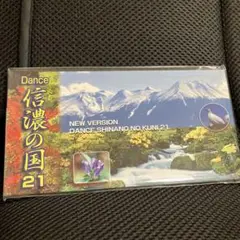 Dance
信濃の国
21
NEW VERSION
DANCE SHINANO NO KUNI 21